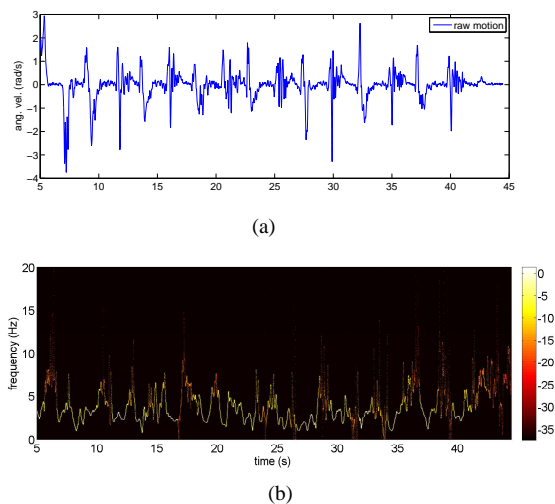 raw motion
ang. vel. (rad/s)
3
2
1
0
−1
−2
−3
−4
5 10 15 20 25 30 35 40 45
(a)
frequency (Hz)
20
15
10
5
0
5 10 15 20 25 30 35 40
time (s)
0
-5
-10
-15
-20
-25
-30
-35
(b)